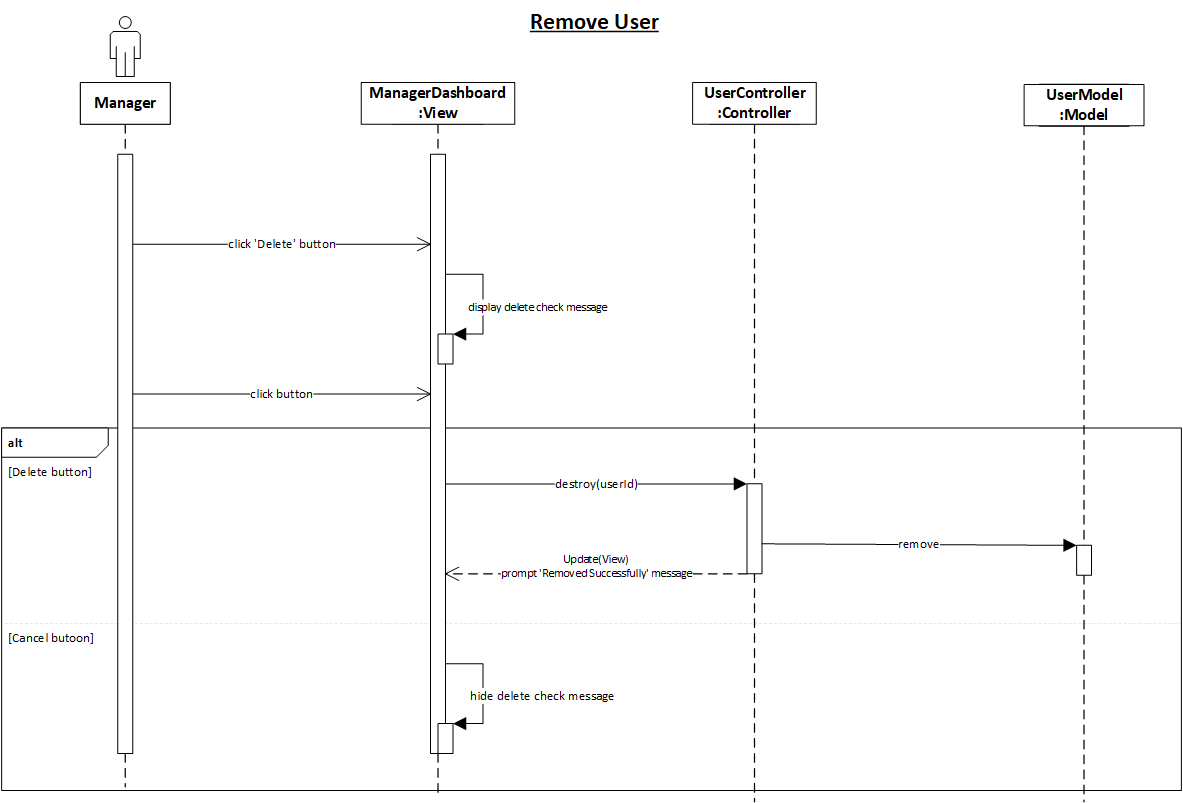 Remove User
Manager
ManagerDashboard
:View
UserController
:Controller
UserModel
:Model
click 'Delete' button
display delete check message
click button
alt
[Delete button]
destroy(userId)
remove
Update(View)
prompt 'Removed Successfully' message
[Cancel butoon]
hide delete check message